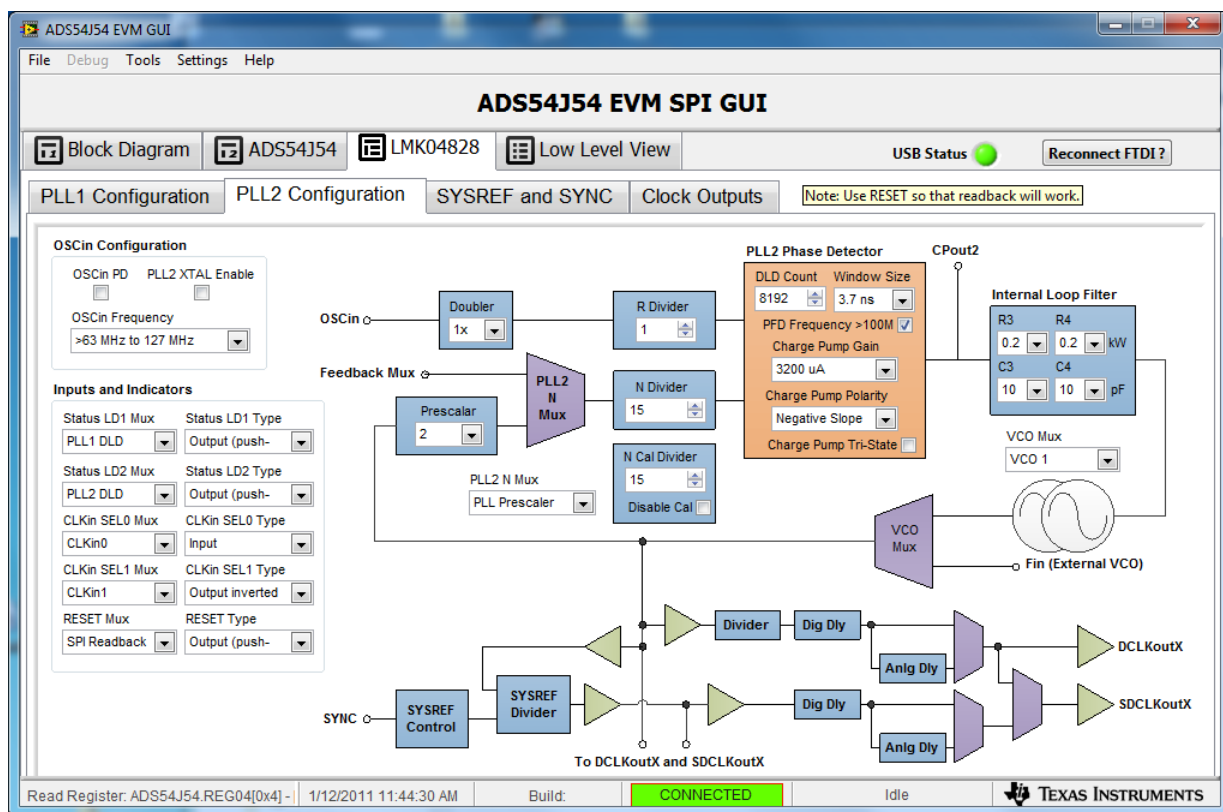 ADS54J54 EVM GUI
File Debug Tools Settings Help
ADS54J54 EVM SPI GUI
Block Diagram ADS54J54 LMK04828 Low Level View USB Status Reconnect FTDI ?
PLL1 Configuration PLL2 Configuration SYSREF and SYNC Clock Outputs Note: Use RESET so that readback will work.
OSCin Configuration
OSCin PD PLL2 XTAL Enable
OSCin Frequency
>63 MHz to 127 MHz
Inputs and Indicators
Status LD1 Mux Status LD1 Type
PLL1 DLD Output (push-
Status LD2 Mux Status LD2 Type
PLL2 DLD Output (push-
CLKin SEL0 Mux CLKin SEL0 Type
CLKin0 Input
CLKin SEL1 Mux CLKin SEL1 Type
CLKin1 Output inverted
RESET Mux RESET Type
SPI Readback Output (push-
OSCin
Doubler
1x
R Divider
1
Feedback Mux
Prescalar
2
PLL2
N
Mux
N Divider
15
PLL2 N Mux
PLL Prescaler
N Cal Divider
15
Disable Cal
PLL2 Phase Detector
DLD Count Window Size
8192 3.7 ns
PFD Frequency >100M
Charge Pump Gain
3200 uA
Charge Pump Polarity
Negative Slope
Charge Pump Tri-State
CPout2
Internal Loop Filter
R3 R4
0.2 0.2 kW
C3 C4
10 10 pF
VCO Mux
VCO 1
VCO
Mux
Fin (External VCO)
Divider Dig Dly
Anlg Dly
DCLKoutX
SYNC
SYSREF
Control
SYSREF
Divider
Dig Dly
Anlg Dly
SDCLKoutX
To DCLKoutX and SDCLKoutX
Read Register: ADS54J54.REG04[0x4] - 1/12/2011 11:44:30 AM Build: CONNECTED Idle TEXAS INSTRUMENTS